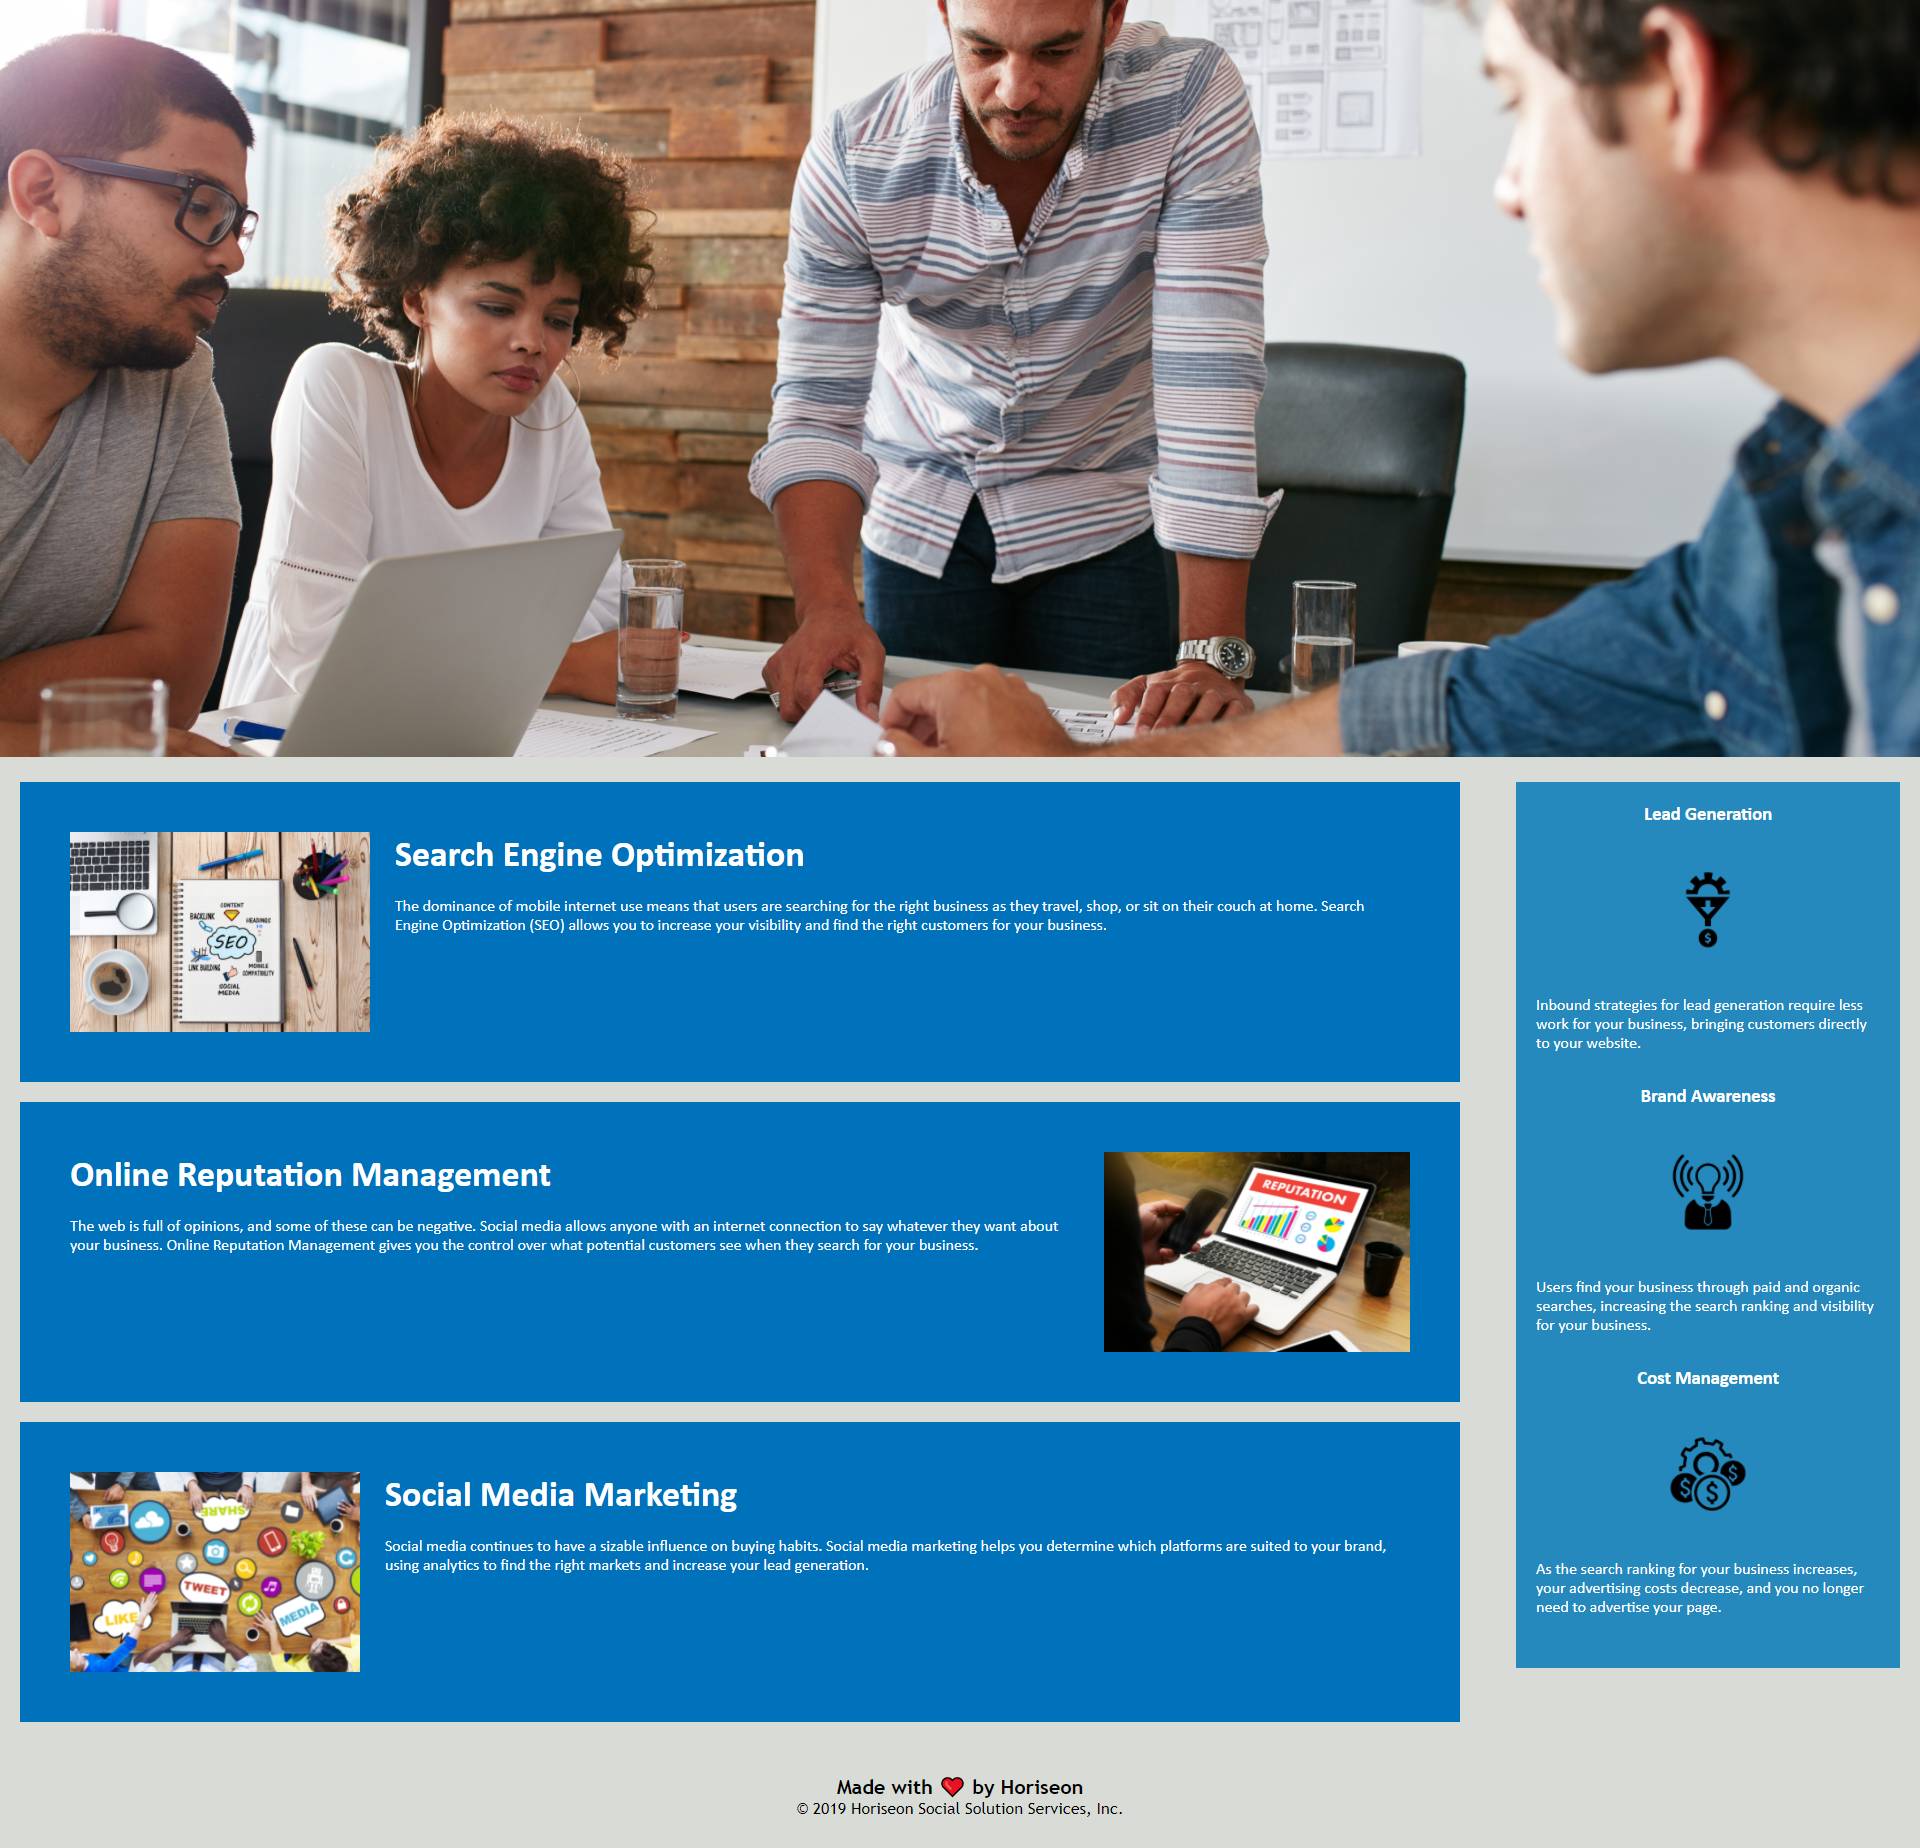 Search Engine Optimization
The dominance of mobile internet use means that users are searching for the right business as they travel, shop, or sit on their couch at home. Search
Engine Optimization (SEO) allows you to increase your visibility and find the right customers for your business.
CONTENT
BACKLINK
HEADINGS
SEO
LINK BUILDING
MOBILE
COMPATIBILITY
SOCIAL
MEDIA
Online Reputation Management
The web is full of opinions, and some of these can be negative. Social media allows anyone with an internet connection to say whatever they want about
your business. Online Reputation Management gives you the control over what potential customers see when they search for your business.
REPUTATION
Social Media Marketing
Social media continues to have a sizable influence on buying habits. Social media marketing helps you determine which platforms are suited to your brand,
using analytics to find the right markets and increase your lead generation.
SHARE
TWEET
LIKE
MEDIA
Lead Generation
$
Inbound strategies for lead generation require less
work for your business, bringing customers directly
to your website.
Brand Awareness
Users find your business through paid and organic
searches, increasing the search ranking and visibility
for your business.
Cost Management
$
$
$
As the search ranking for your business increases,
your advertising costs decrease, and you no longer
need to advertise your page.
Made with ❤️ by Horiseon
© 2019 Horiseon Social Solution Services, Inc.